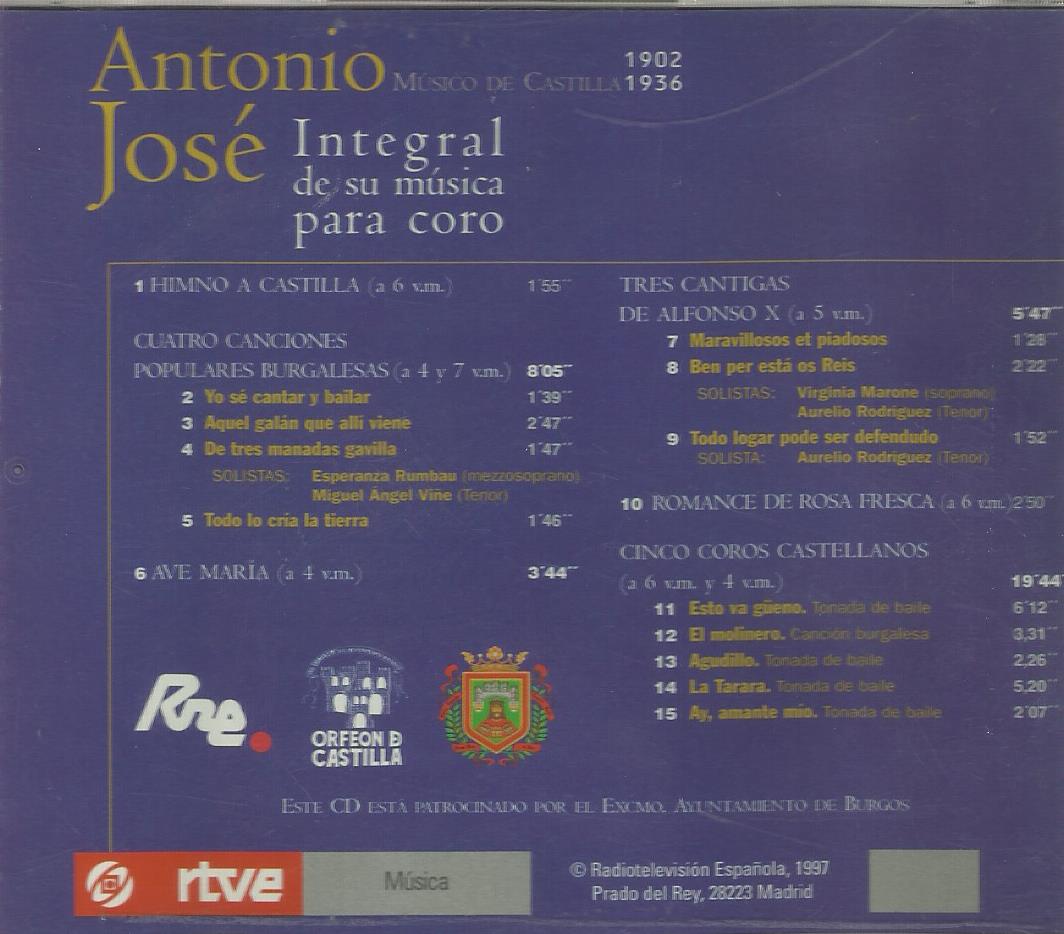 Antonio MÚSICO DE CASTILLA 1902
1936
José Integral
de su música
para coro
1 HIMNO A CASTILLA (a 6 v.m.) 1´55´´
CUATRO CANCIONES
POPULARES BURGALESAS (a 4 y 7 v.m.) 8´05´´
2 Yo sé cantar y bailar 1´39´´
3 Aquel galán que allí viene 2´47´´
4 De tres manadas gavilla 1´47´´
SOLISTAS: Esperanza Rumbau (mezzosoprano)
Miguel Ángel Viñe (Tenor)
5 Todo lo cría la tierra 1´46´´
6 AVE MARÍA (a 4 v.m.) 3´44´´
TRES CANTIGAS
DE ALFONSO X (a 5 v.m.) 5´47´´
7 Maravillosos et piadosos 1´28´´
8 Ben per está os Reis 2´22´´
SOLISTAS: Virginia Marone (soprano)
Aurelio Rodriguez (Tenor)
9 Todo logar pode ser defendudo 1´52´´
SOLISTA: Aurelio Rodriguez (Tenor)
10 ROMANCE DE ROSA FRESCA (a 6 v.m.) 2´50´´
CINCO COROS CASTELLANOS
(a 6 v.m. y 4 v.m.) 19´44´
11 Esto va güeno. Tonada de baile 6´12´´
12 El molinero. Canción burgalesa 3,31´´
13 Agudillo. Tonada de baile 2,26´´
14 La Tarara. Tonada de baile 5,20´´
15 Ay, amante mío. Tonada de baile 2´07´´
Rne
ORFEON D
CASTILLA
ESTE CD ESTÁ PATROCINADO POR EL EXCMO. AYUNTAMIENTO DE BURGOS
rtve Música
© Radiotelevisión Española, 1997
Prado del Rey, 28223 Madrid